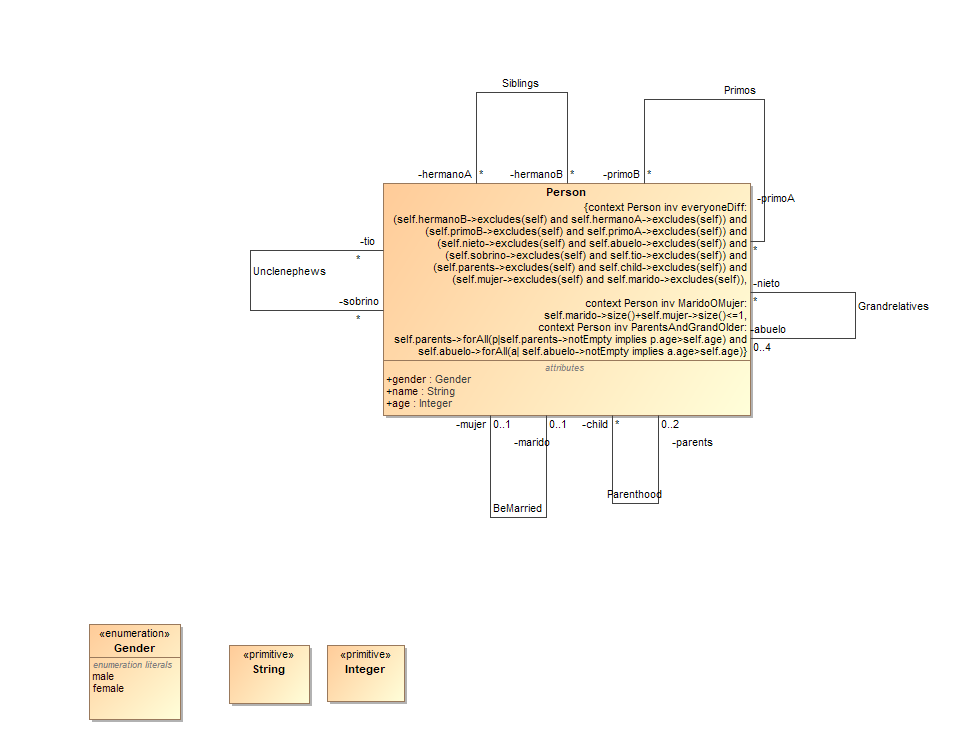 Siblings
Primos
-hermanoA *
-hermanoB *
-primoB *
-primoA
*
Person
{context Person inv everyoneDiff:
(self.hermanoB->excludes(self) and self.hermanoA->excludes(self)) and
(self.primoB->excludes(self) and self.primoA->excludes(self)) and
(self.nieto->excludes(self) and self.abuelo->excludes(self)) and
(self.sobrino->excludes(self) and self.tio->excludes(self)) and
(self.parents->excludes(self) and self.child->excludes(self)) and
(self.mujer->excludes(self) and self.marido->excludes(self)),
context Person inv MaridoOMujer:
self.marido->size()+self.mujer->size()<=1,
context Person inv ParentsAndGrandOlder:
self.parents->forAll(p|self.parents->notEmpty implies p.age>self.age) and
self.abuelo->forAll(a| self.abuelo->notEmpty implies a.age>self.age)}
attributes
+gender : Gender
+name : String
+age : Integer
-tio
*
Unclenephews
-sobrino
*
-nieto
*
Grandrelatives
-abuelo
0..4
-mujer 0..1
0..1
-marido
BeMarried
-child *
0..2
-parents
Parenthood
«enumeration»
Gender
enumeration literals
male
female
«primitive»
String
«primitive»
Integer